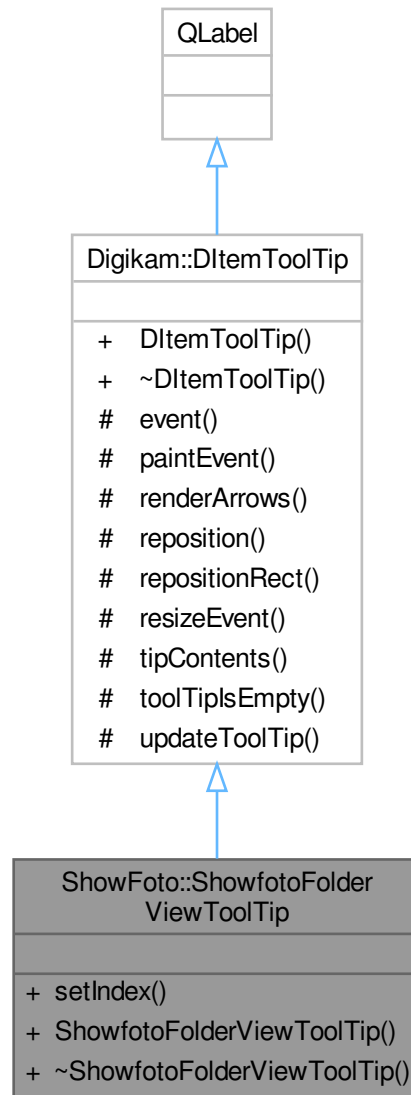 QLabel
Digikam::DItemToolTip
+ DItemToolTip()
+ ~DItemToolTip()
# event()
# paintEvent()
# renderArrows()
# reposition()
# repositionRect()
# resizeEvent()
# tipContents()
# toolTipIsEmpty()
# updateToolTip()
ShowFoto::ShowfotoFolder
ViewToolTip
+ setIndex()
+ ShowfotoFolderViewToolTip()
+ ~ShowfotoFolderViewToolTip()